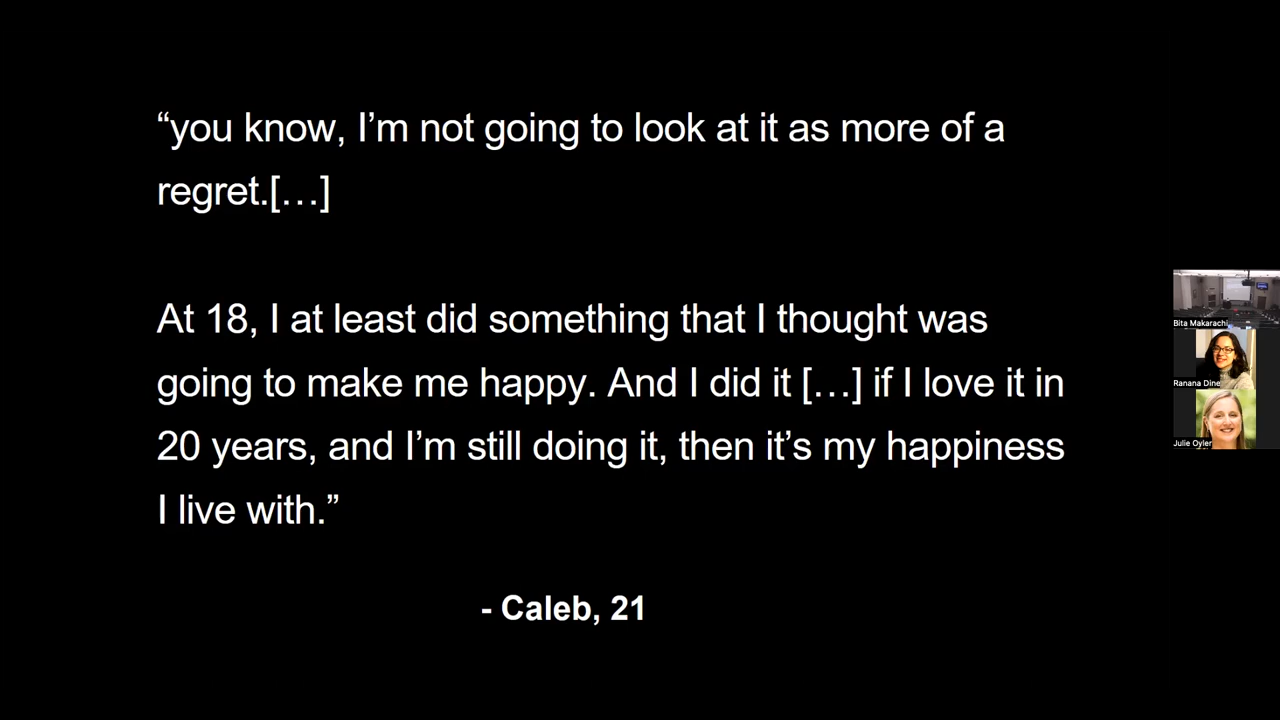 “you know, I’m not going to look at it as more of a
regret.[…]
At 18, I at least did something that I thought was
going to make me happy. And I did it […] if I love it in
20 years, and I’m still doing it, then it’s my happiness
I live with.”
- Caleb, 21
Bita Makarachi
Ranana Dine
Julie Oyler